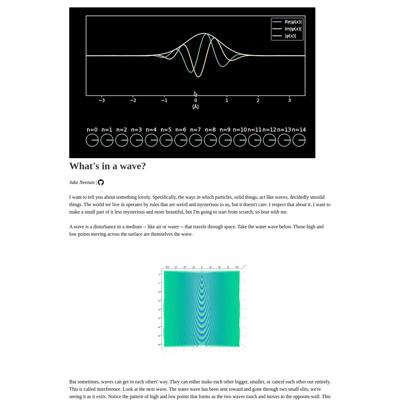 Re|ψ(x)|
Im|ψ(x)|
|ψ(x)|
−3 −2 −1 0 1 2 3
[Å]
n=0 n=1 n=2 n=3 n=4 n=5 n=6 n=7 n=8 n=9 n=10 n=11 n=12 n=13 n=14
What's in a wave?
Jake Neenan |
I want to tell you about something lovely. Specifically, the ways in which particles, solid things, act like waves, decidedly unsolid
things. The world we live in operates by rules that are weird and mysterious to us, but it doesn't care. I respect that about it. I want to
make a small part of it less mysterious and more beautiful, but I'm going to start from scratch, so bear with me.
A wave is a disturbance in a medium -- like air or water -- that travels through space. Take the water wave below. Those high and
low points moving across the surface are themselves the wave.
But sometimes, waves can get in each others' way. They can either make each other bigger, smaller, or cancel each other out entirely.
This is called interference. Look at the next wave. The water wave has been sent toward and gone through two small slits, we're
seeing it as it exits. Notice the pattern of high and low points that forms as the two waves touch and moves to the opposite wall. This